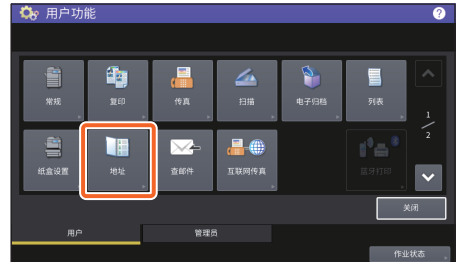 用户功能
?
常规
复印
传真
扫描
电子归档
列表
1
2
纸盒设置
地址
查邮件
互联网传真
蓝牙打印
关闭
用户
管理员
作业状态